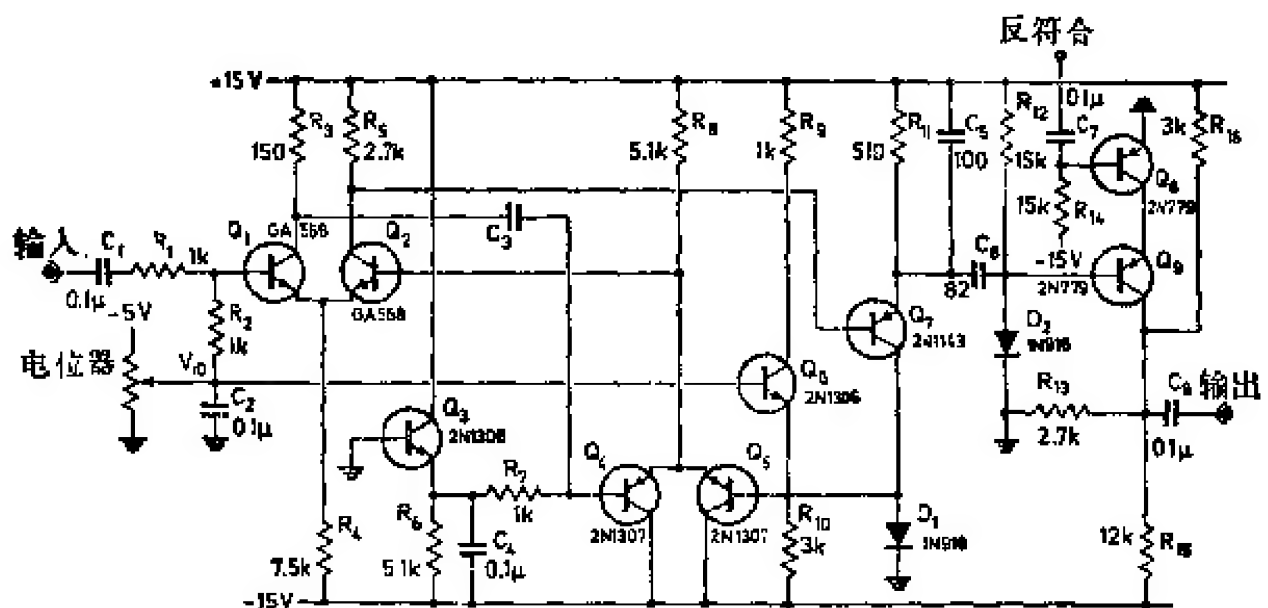 反符合
+15V
R3
150
R5
2.7k
R8
5.1k
R9
1k
R11
510
C5
100
R12
15k
0.1μ
C7
3k
R16
Q8
2N779
15k
R14
-15V
2N779
Q9
输入
C1
0.1μ
R1
1k
Q1
Q2
GA568
C3
C6
82
-5V
R2
1k
电位器
C2
0.1μ
Q3
2N1306
Q7
2N1143
D2
1N916
Q6
2N1306
R13
2.7k
C8
输出
0.1μ
R7
1k
Q4
Q5
R4
7.5k
R6
5.1k
C4
0.1μ
2N1307
2N1307
R10
3k
D1
1N916
12k
R15
-15V